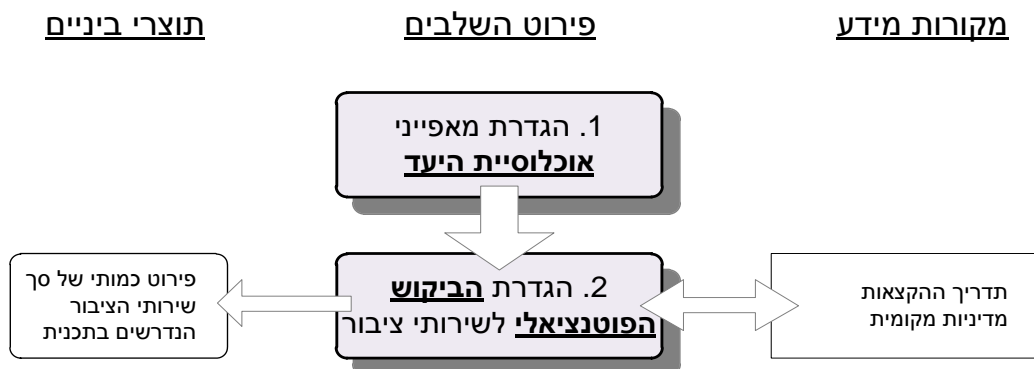 מקורות מידע
פירוט השלבים
תוצרי ביניים
1. הגדרת מאפייני
אוכלוסיית היעד
תדריך ההקצאות
מדיניות מקומית
2. הגדרת הביקוש
הפוטנציאלי לשירותי ציבור
פירוט כמותי של סך
שירותי הציבור
הנדרשים בתכנית